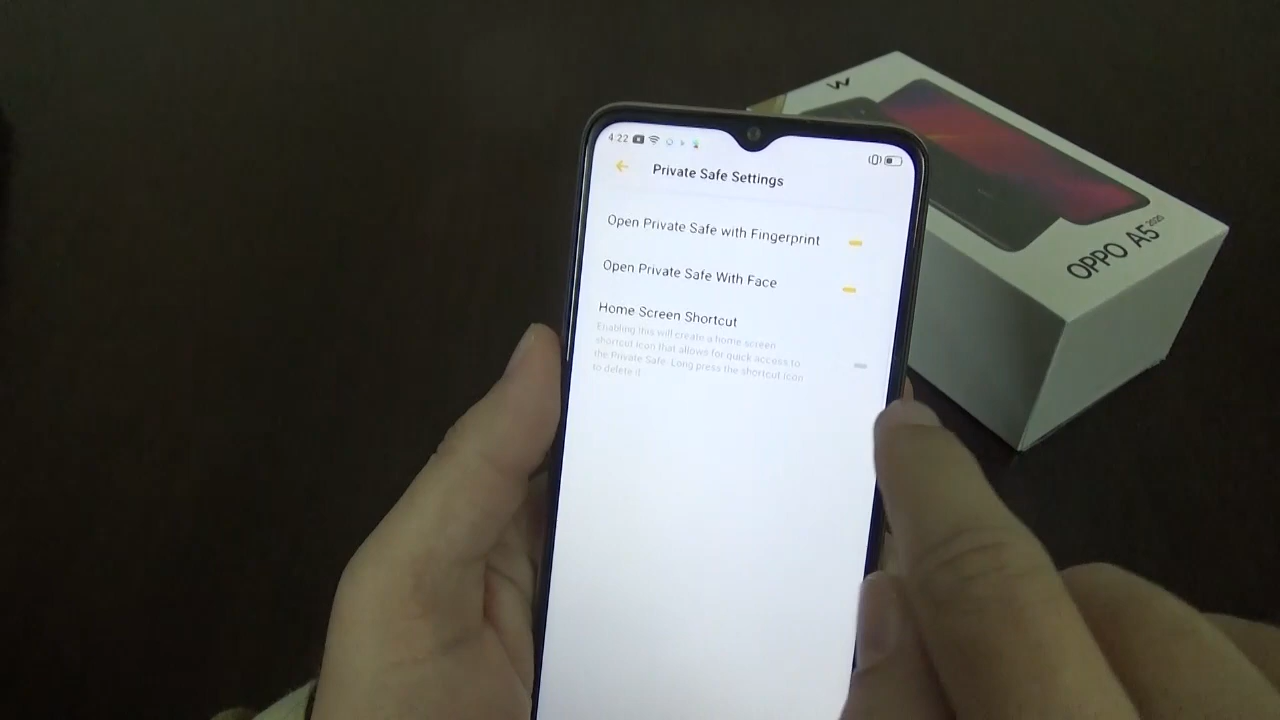 4:22
Private Safe Settings
Open Private Safe with Fingerprint
Open Private Safe With Face
Home Screen Shortcut
Enabling this will create a home screen
shortcut icon that allows for quick access to
the Private Safe. Long press the shortcut icon
to delete it.
OPPO A5 2020